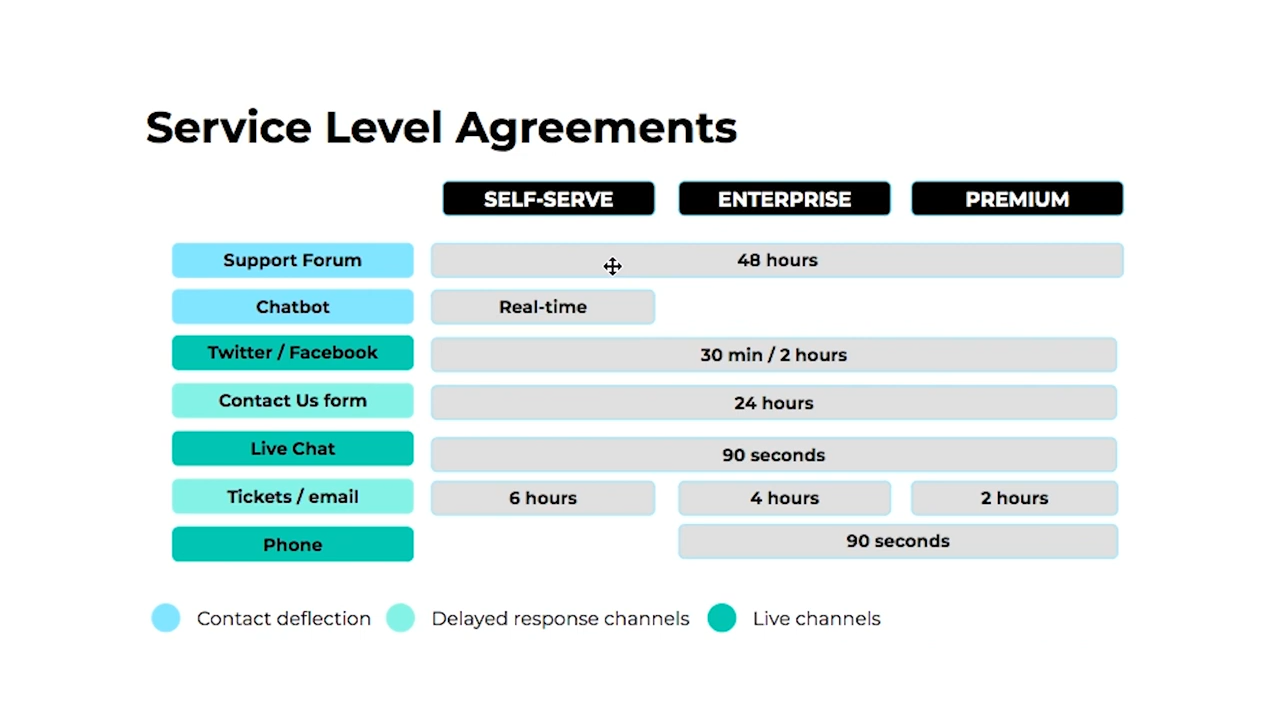 Service Level Agreements
SELF-SERVE ENTERPRISE PREMIUM
Support Forum 48 hours
Chatbot Real-time
Twitter / Facebook 30 min / 2 hours
Contact Us form 24 hours
Live Chat 90 seconds
Tickets / email 6 hours 4 hours 2 hours
Phone 90 seconds
Contact deflection Delayed response channels Live channels